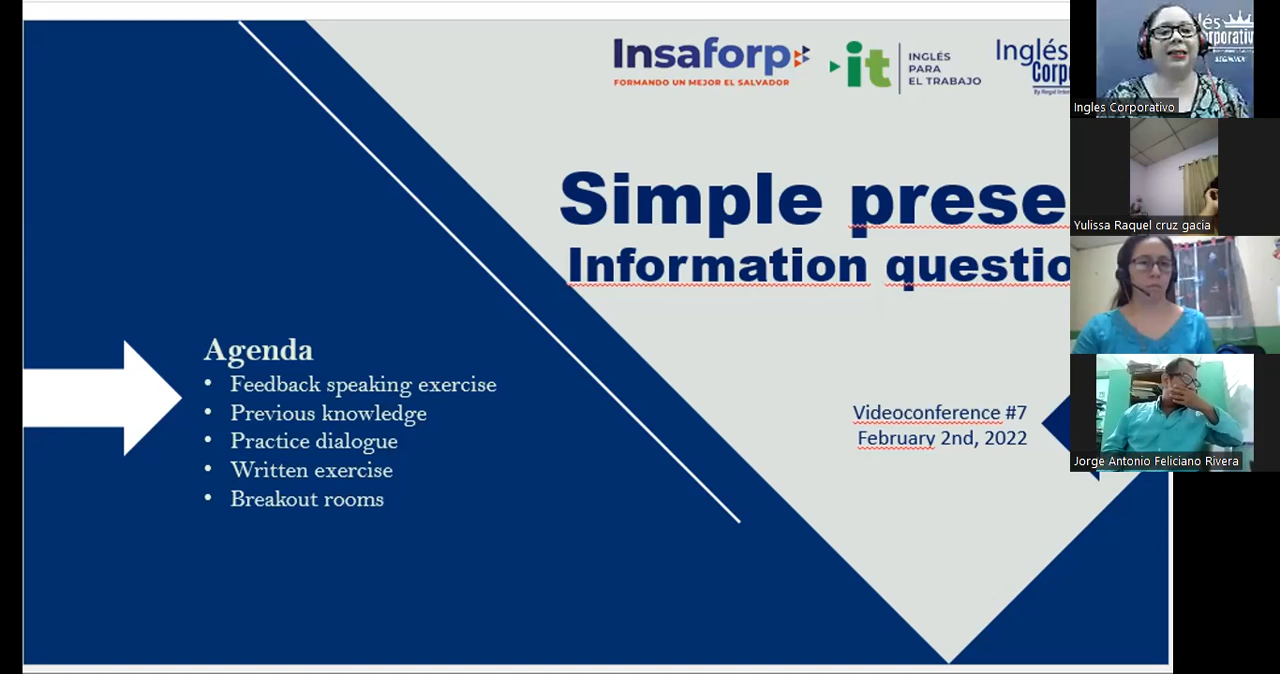 Insaforp
FORMANDO UN MEJOR EL SALVADOR
it
INGLÉS
PARA
EL TRABAJO
Inglés
Corp
Simple prese
Information questio
Agenda
• Feedback speaking exercise
• Previous knowledge
• Practice dialogue
• Written exercise
• Breakout rooms
Videoconference #7
February 2nd, 2022
Ingles Corporativo
Yulissa Raquel cruz gacia
Jorge Antonio Feliciano Rivera